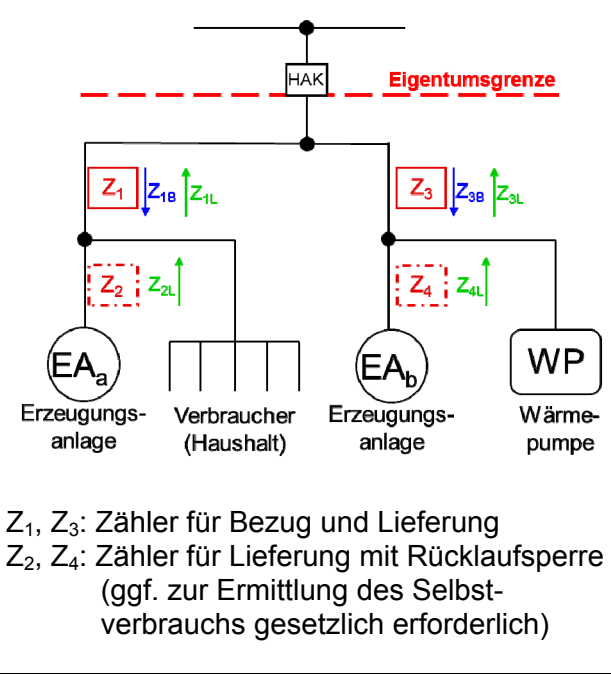 HAK
Eigentumsgrenze
Z1 Z1B Z1L
Z3 Z3B Z3L
Z2 Z2L
Z4 Z4L
EAa
EAb
WP
Erzeugungs-
anlage
Verbraucher
(Haushalt)
Erzeugungs-
anlage
Wärme-
pumpe
Z1, Z3: Zähler für Bezug und Lieferung
Z2, Z4: Zähler für Lieferung mit Rücklaufsperre
(ggf. zur Ermittlung des Selbst-
verbrauchs gesetzlich erforderlich)